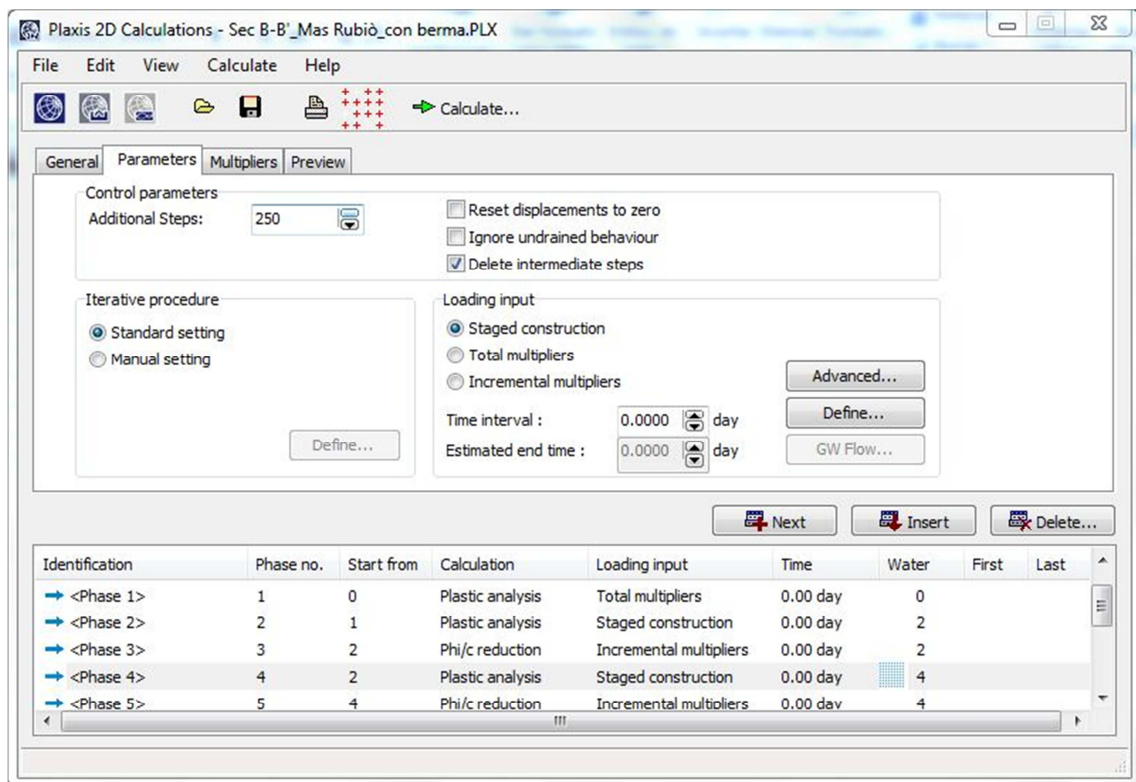 Plaxis 2D Calculations - Sec B-B'_Mas Rubiò_con berma.PLX
File Edit View Calculate Help
Calculate...
General Parameters Multipliers Preview
Control parameters
Additional Steps: 250
Reset displacements to zero
Ignore undrained behaviour
Delete intermediate steps
Iterative procedure
Standard setting
Manual setting
Define...
Loading input
Staged construction
Total multipliers
Incremental multipliers
Advanced...
Time interval : 0.0000 day Define...
Estimated end time : 0.0000 day GW Flow...
Next Insert Delete...
Identification Phase no. Start from Calculation Loading input Time Water First Last
<Phase 1> 1 0 Plastic analysis Total multipliers 0.00 day 0
<Phase 2> 2 1 Plastic analysis Staged construction 0.00 day 2
<Phase 3> 3 2 Phi/c reduction Incremental multipliers 0.00 day 2
<Phase 4> 4 2 Plastic analysis Staged construction 0.00 day 4
<Phase 5> 5 4 Phi/c reduction Incremental multipliers 0.00 day 4